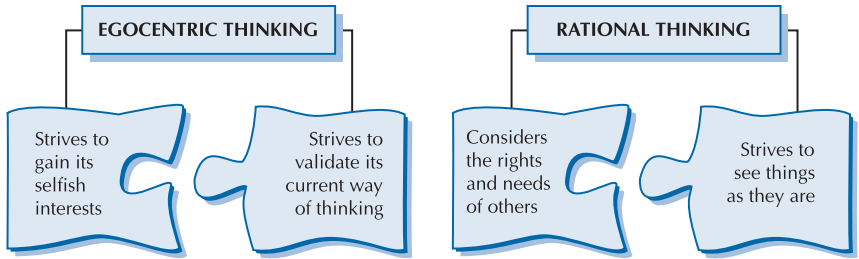 EGOCENTRIC THINKING
Strives to
gain its
selfish
interests
Strives to
validate its
current way
of thinking
RATIONAL THINKING
Considers
the rights
and needs
of others
Strives to
see things
as they are